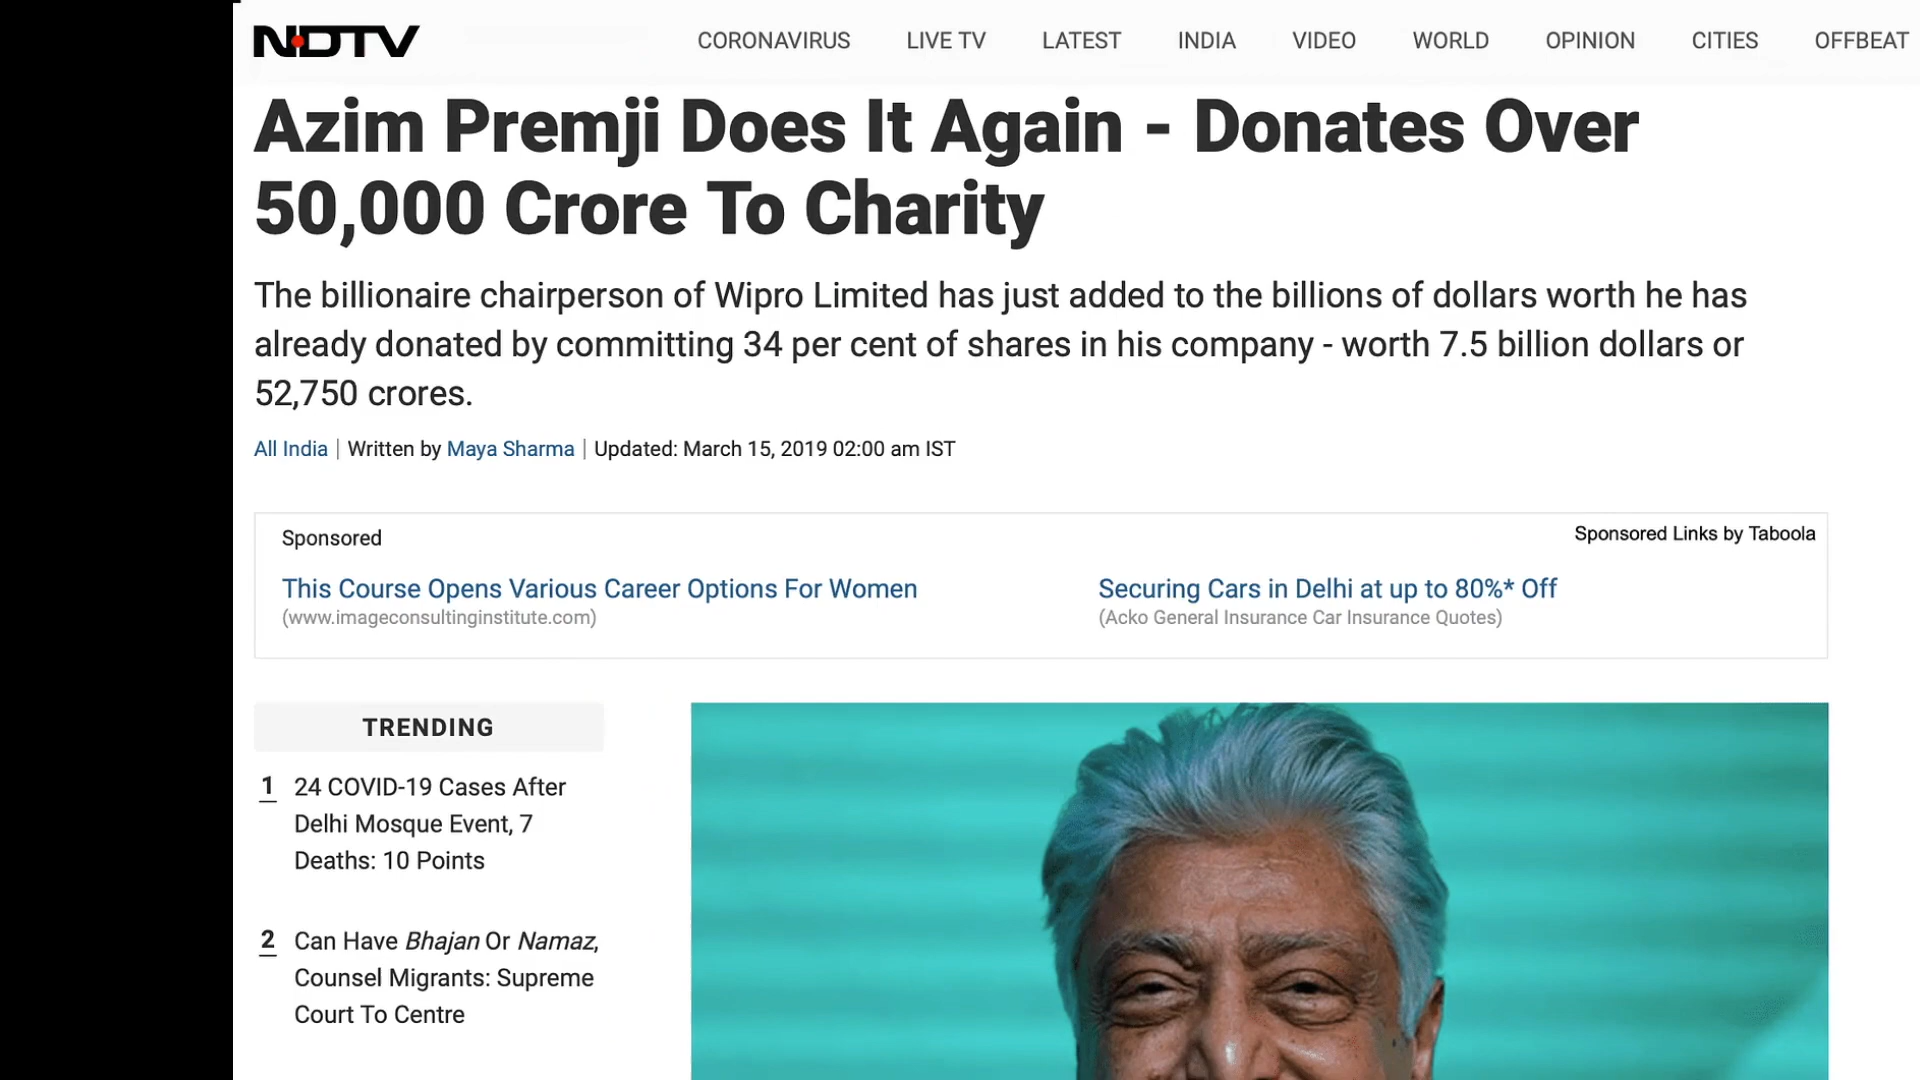 NDTV
CORONAVIRUS LIVE TV LATEST INDIA VIDEO WORLD OPINION CITIES OFFBEAT
Azim Premji Does It Again - Donates Over
50,000 Crore To Charity
The billionaire chairperson of Wipro Limited has just added to the billions of dollars worth he has
already donated by committing 34 per cent of shares in his company - worth 7.5 billion dollars or
52,750 crores.
All India | Written by Maya Sharma | Updated: March 15, 2019 02:00 am IST
Sponsored
Sponsored Links by Taboola
This Course Opens Various Career Options For Women
(www.imageconsultinginstitute.com)
Securing Cars in Delhi at up to 80%* Off
(Acko General Insurance Car Insurance Quotes)
TRENDING
1 24 COVID-19 Cases After
Delhi Mosque Event, 7
Deaths: 10 Points
2 Can Have Bhajan Or Namaz,
Counsel Migrants: Supreme
Court To Centre